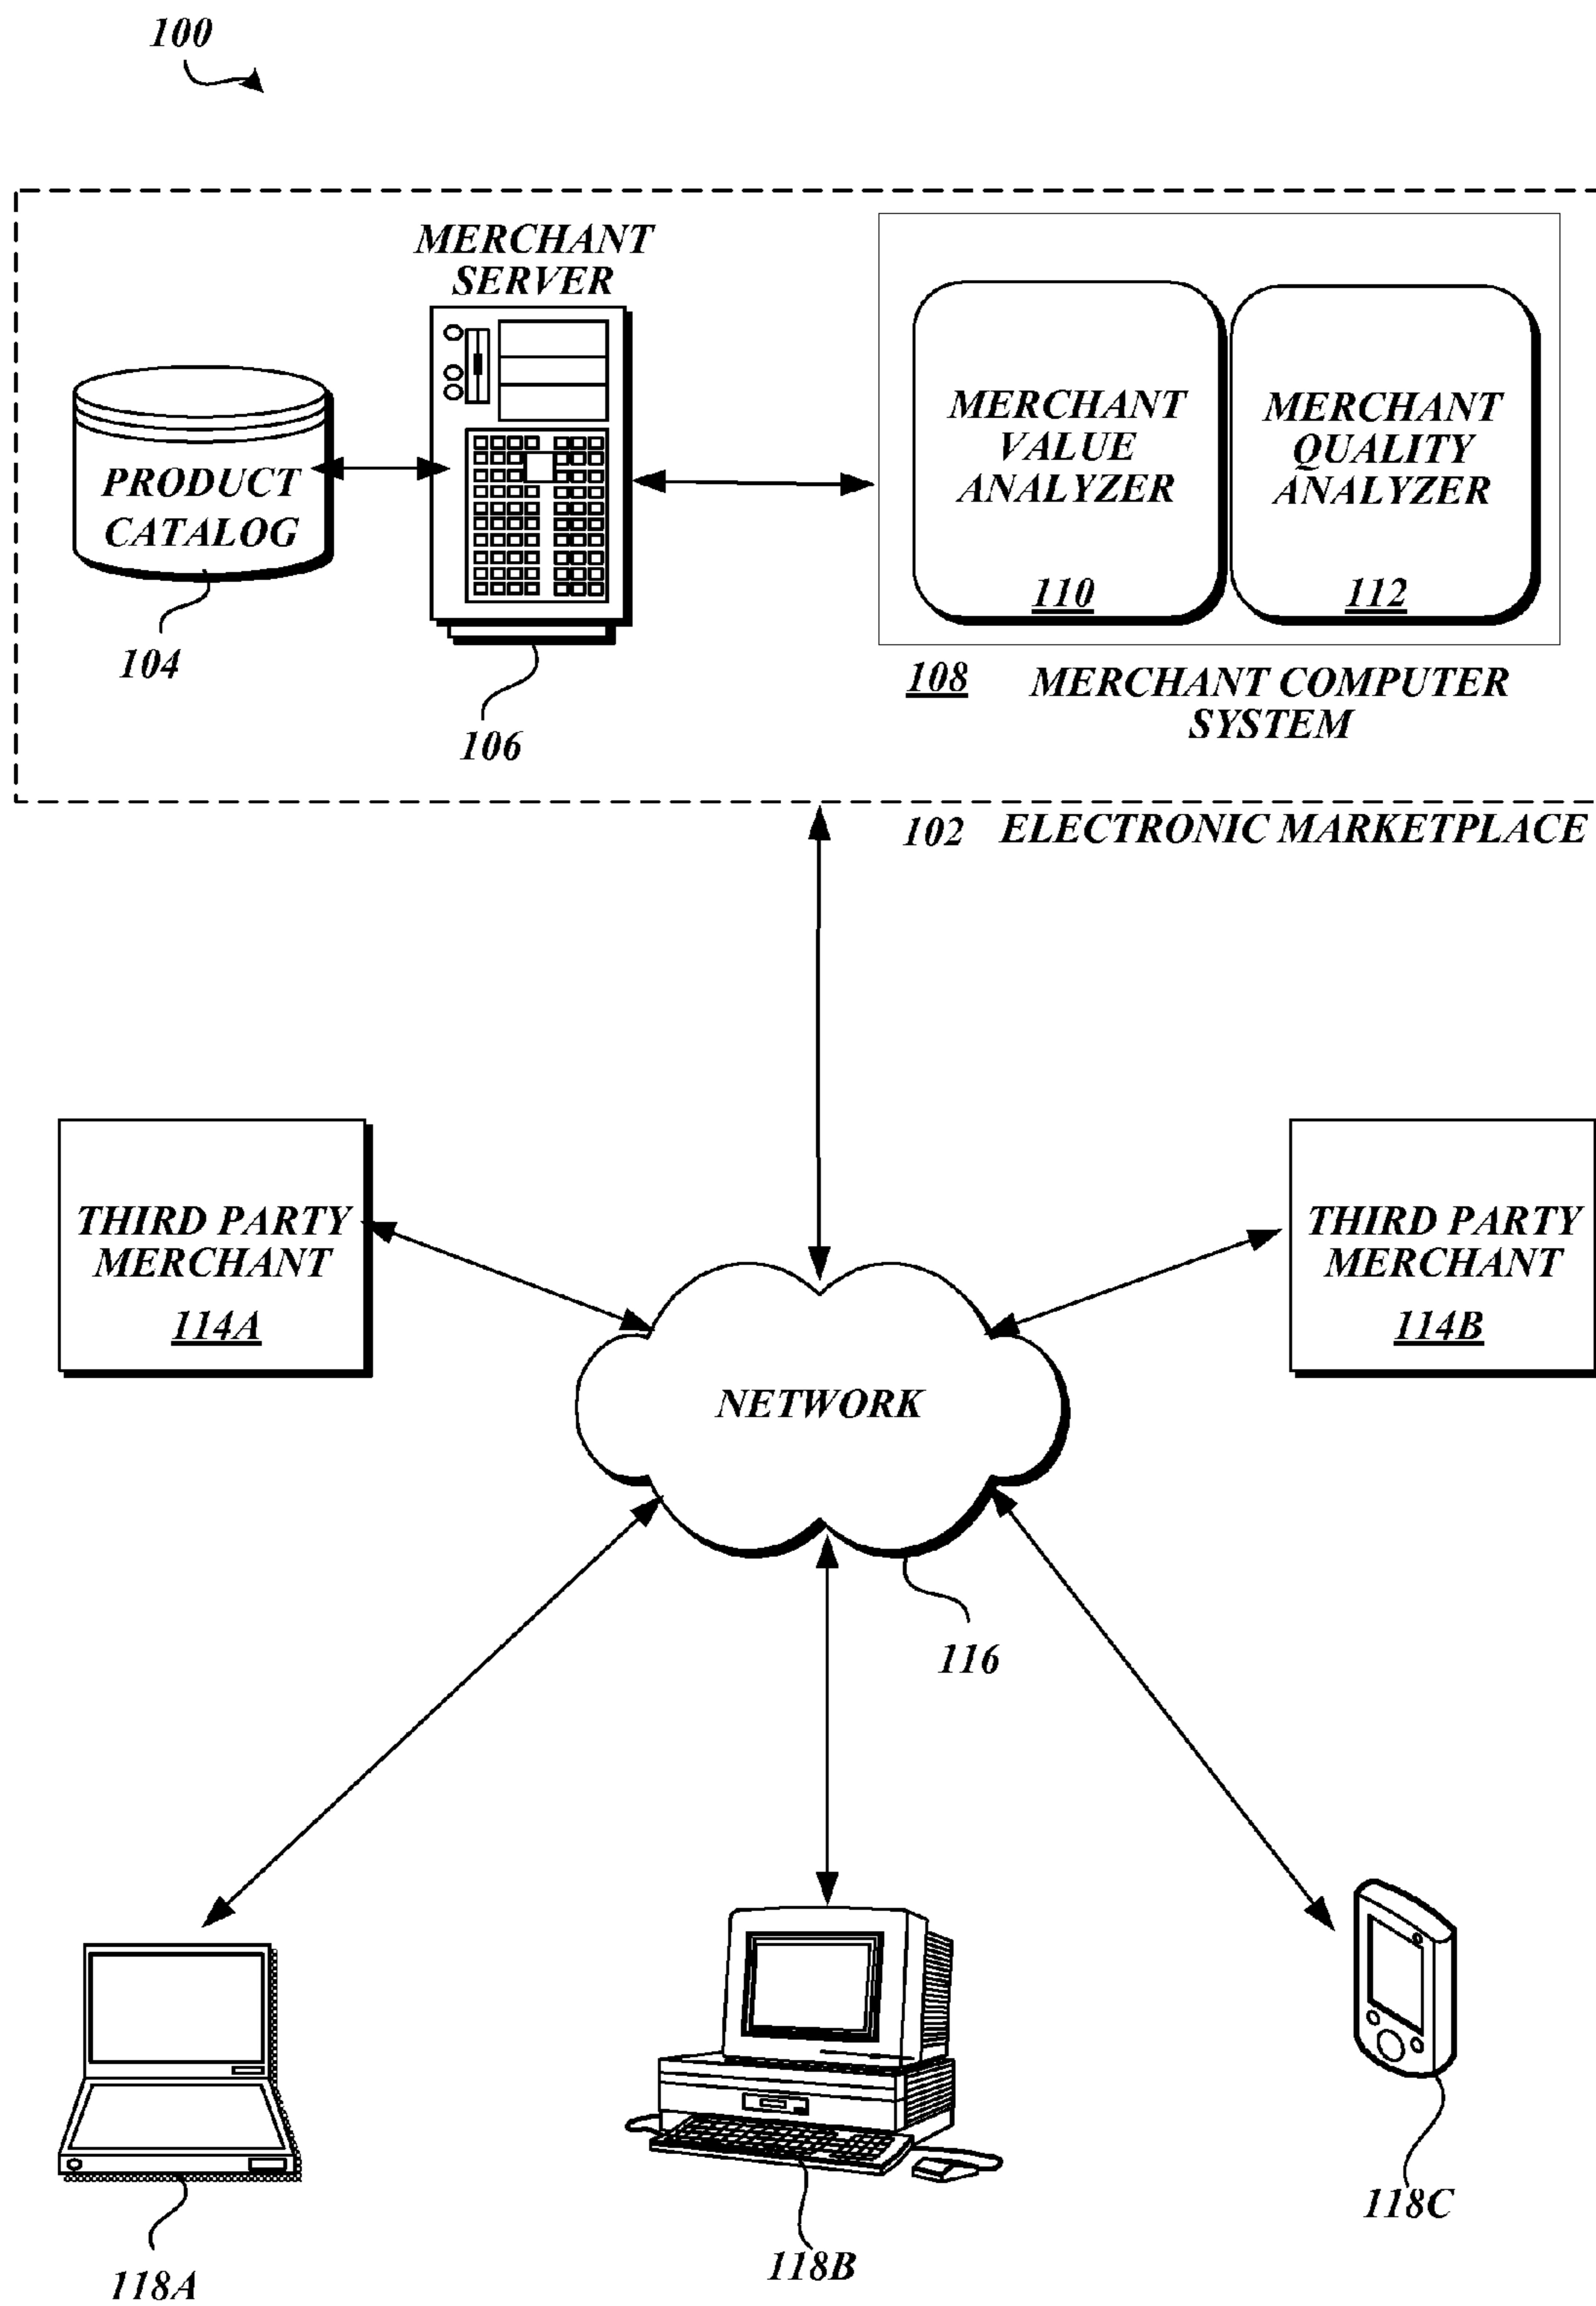 100
MERCHANT
SERVER
PRODUCT
CATALOG
104
106
MERCHANT
VALUE
ANALYZER
110
MERCHANT
QUALITY
ANALYZER
112
108 MERCHANT COMPUTER
SYSTEM
102 ELECTRONIC MARKETPLACE
THIRD PARTY
MERCHANT
114A
THIRD PARTY
MERCHANT
114B
NETWORK
116
118A
118B
118C